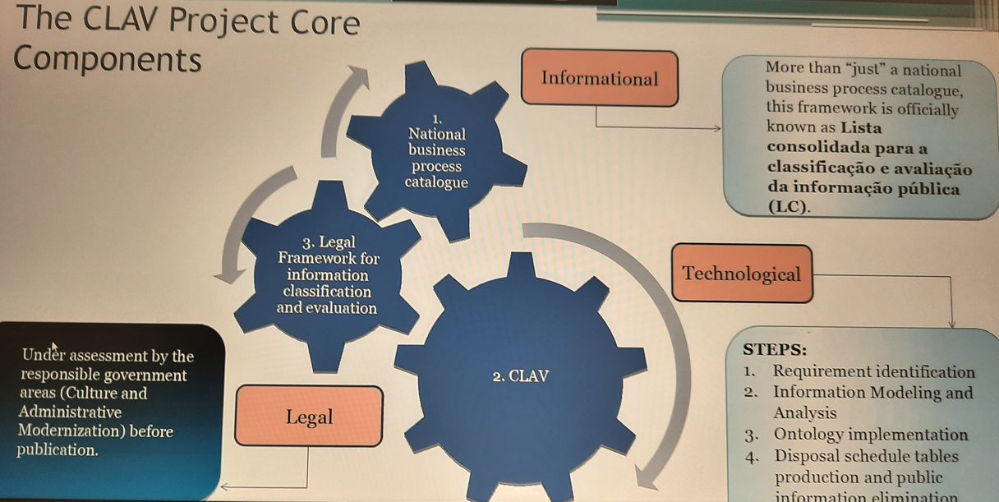 The CLAV Project Core
Components
1.
National
business
process
catalogue
Informational
More than “just” a national
business process catalogue,
this framework is officially
known as Lista
consolidada para a
classificação e avaliação
da informação pública
(LC).
3. Legal
Framework for
information
classification
and evaluation
Technological
2. CLAV
STEPS:
1. Requirement identification
2. Information Modeling and
Analysis
3. Ontology implementation
4. Disposal schedule tables
production and public
information elimination
Under assessment by the
responsible government
areas (Culture and
Administrative
Modernization) before
publication.
Legal